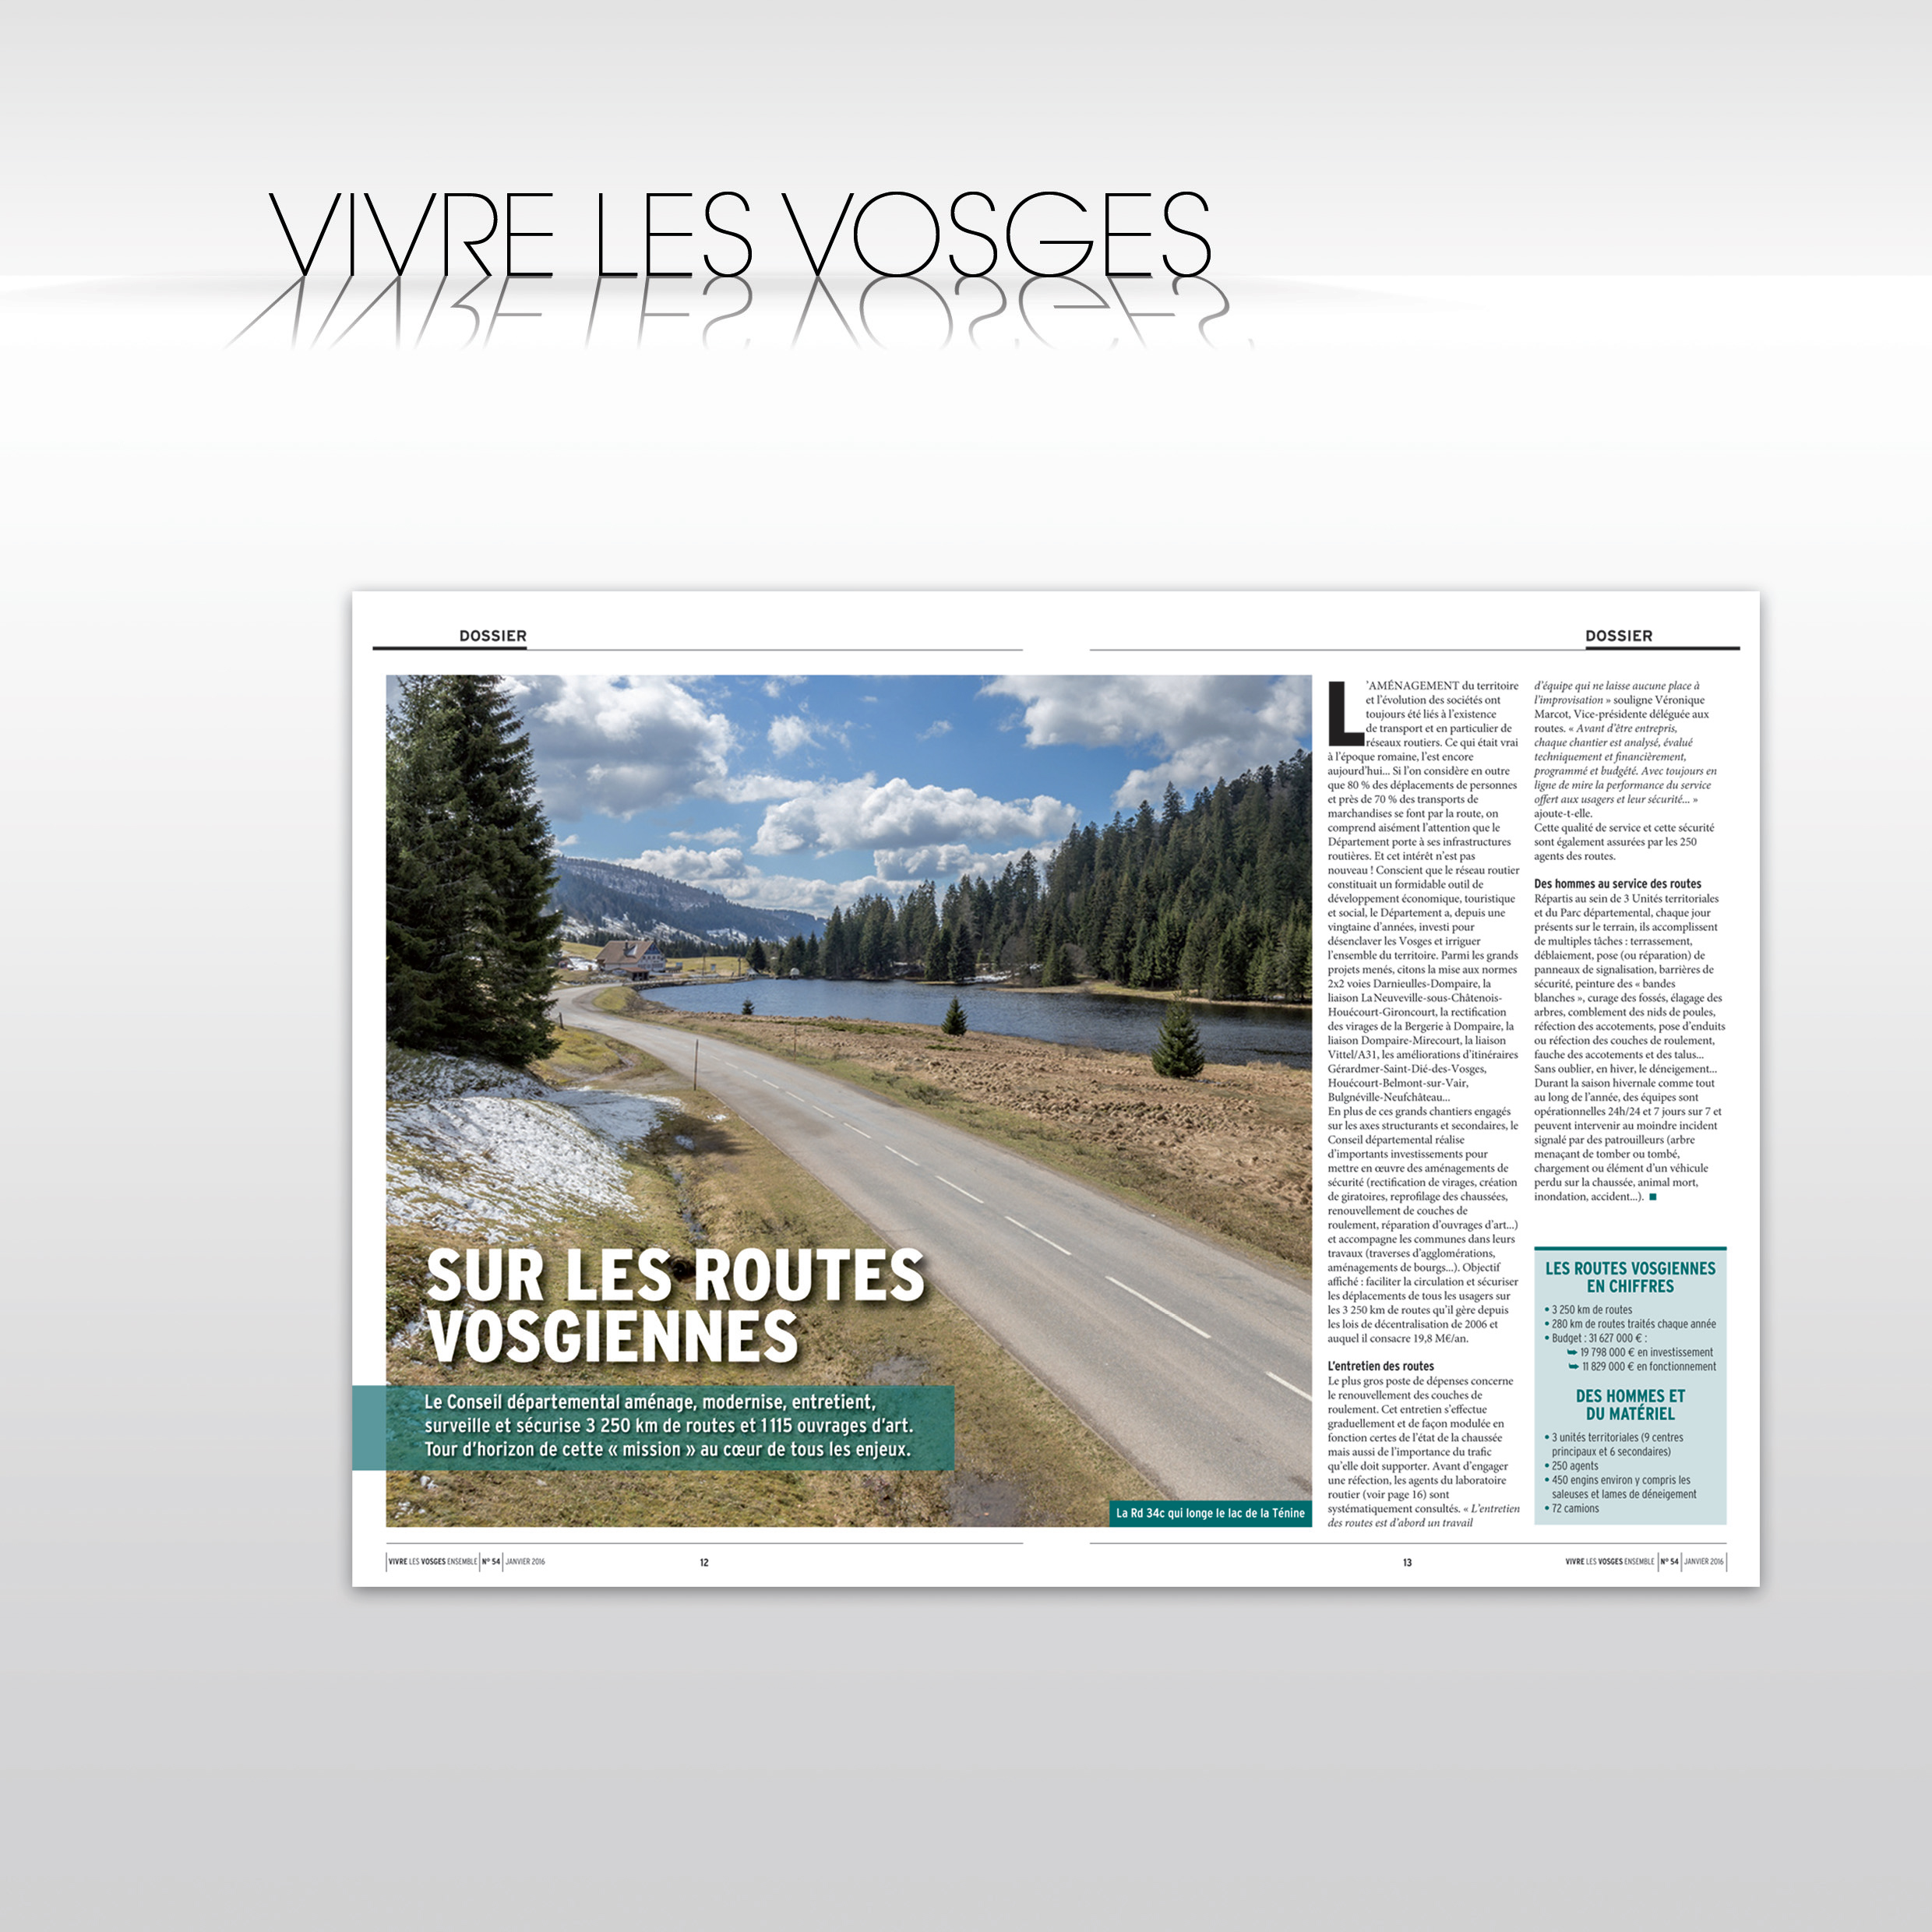 VIVRE LES VOSGES
DOSSIER
DOSSIER
SUR LES ROUTES
VOSGIENNES
Le Conseil départemental aménage, modernise, entretient,
surveille et sécurise 3 250 km de routes et 1 115 ouvrages d'art.
Tour d'horizon de cette « mission » au cœur de tous les enjeux.
La Rd 34c qui longe le lac de la Ténine
L'AMÉNAGEMENT du territoire
et l'évolution des sociétés ont
toujours été liés à l'existence
de transport et en particulier de
réseaux routiers. Ce qui était vrai
à l'époque romaine, l'est encore
aujourd'hui... Si l'on considère en outre
que 80 % des déplacements de personnes
et près de 70 % des transports de
marchandises se font par la route, on
comprend aisément l'attention que le
Département porte à ses infrastructures
routières. Et cet intérêt n'est pas
nouveau ! Conscient que le réseau routier
constituait un formidable outil de
développement économique, touristique
et social, le Département a, depuis une
vingtaine d'années, investi pour
désenclaver les Vosges et irriguer
l'ensemble du territoire. Parmi les grands
projets menés, citons la mise aux normes
2x2 voies Darnieulles-Dompaire, la
liaison La Neuveville-sous-Châtenois-
Houécourt-Gironcourt, la rectification
des virages de la Bergerie à Dompaire, la
liaison Dompaire-Mirecourt, la liaison
Vittel/A31, les améliorations d'itinéraires
Gérardmer-Saint-Dié-des-Vosges,
Houécourt-Belmont-sur-Vair,
Bulgnéville-Neufchâteau...
En plus de ces grands chantiers engagés
sur les axes structurants et secondaires, le
Conseil départemental réalise
d'importants investissements pour
mettre en œuvre des aménagements de
sécurité (rectification de virages, création
de giratoires, reprofilage des chaussées,
renouvellement de couches de
roulement, réparation d'ouvrages d'art...)
et accompagne les communes dans leurs
travaux (traverses d'agglomérations,
aménagements de bourgs...). Objectif
affiché : faciliter la circulation et sécuriser
les déplacements de tous les usagers sur
les 3 250 km de routes qu'il gère depuis
les lois de décentralisation de 2006 et
auquel il consacre 19,8 M€/an.
L'entretien des routes
Le plus gros poste de dépenses concerne
le renouvellement des couches de
roulement. Cet entretien s'effectue
graduellement et de façon modulée en
fonction certes de l'état de la chaussée
mais aussi de l'importance du trafic
qu'elle doit supporter. Avant d'engager
une réfection, les agents du laboratoire
routier (voir page 16) sont
systématiquement consultés. « L'entretien
des routes est d'abord un travail
d'équipe qui ne laisse aucune place à
l'improvisation » souligne Véronique
Marcot, Vice-présidente déléguée aux
routes. « Avant d'être entrepris,
chaque chantier est analysé, évalué
techniquement et financièrement,
programmé et budgété. Avec toujours en
ligne de mire la performance du service
offert aux usagers et leur sécurité... »
ajoute-t-elle.
Cette qualité de service et cette sécurité
sont également assurées par les 250
agents des routes.
Des hommes au service des routes
Répartis au sein de 3 Unités territoriales
et du Parc départemental, chaque jour
présents sur le terrain, ils accomplissent
de multiples tâches : terrassement,
déblaiement, pose (ou réparation) de
panneaux de signalisation, barrières de
sécurité, peinture des « bandes
blanches », curage des fossés, élagage des
arbres, comblement des nids de poules,
réfection des accotements, pose d'enduits
ou réfection des couches de roulement,
fauche des accotements et des talus...
Sans oublier, en hiver, le déneigement...
Durant la saison hivernale comme tout
au long de l'année, des équipes sont
opérationnelles 24h/24 et 7 jours sur 7 et
peuvent intervenir au moindre incident
signalé par des patrouilleurs (arbre
menaçant de tomber ou tombé,
chargement ou élément d'un véhicule
perdu sur la chaussée, animal mort,
inondation, accident...). ■
LES ROUTES VOSGIENNES
EN CHIFFRES
• 3 250 km de routes
• 280 km de routes traités chaque année
• Budget : 31 627 000 € :
➥ 19 798 000 € en investissement
➥ 11 829 000 € en fonctionnement
DES HOMMES ET
DU MATÉRIEL
• 3 unités territoriales (9 centres
principaux et 6 secondaires)
• 250 agents
• 450 engins environ y compris les
saleuses et lames de déneigement
• 72 camions
VIVRE LES VOSGES ENSEMBLE | N° 54 | JANVIER 2016
12
13
VIVRE LES VOSGES ENSEMBLE | N° 54 | JANVIER 2016